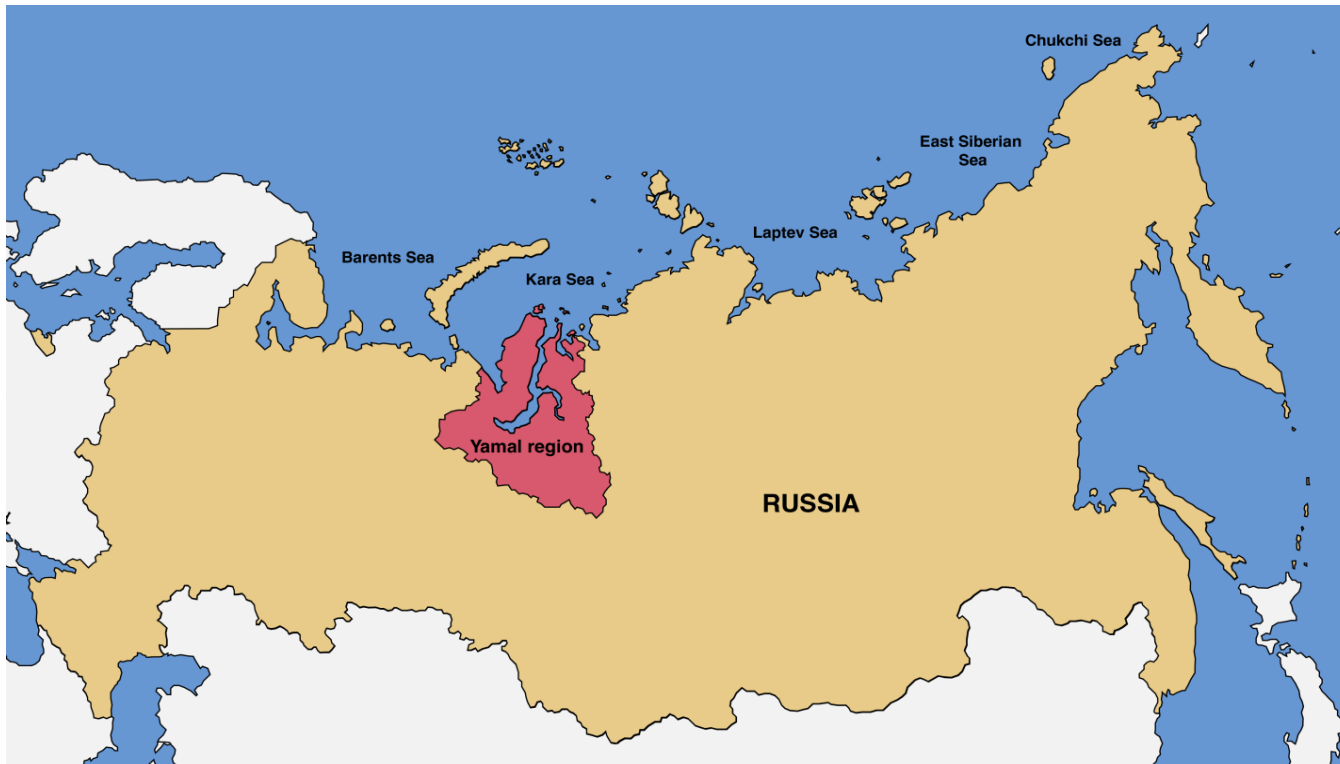 Chukchi Sea
East Siberian
Sea
Laptev Sea
Barents Sea
Kara Sea
Yamal region
RUSSIA